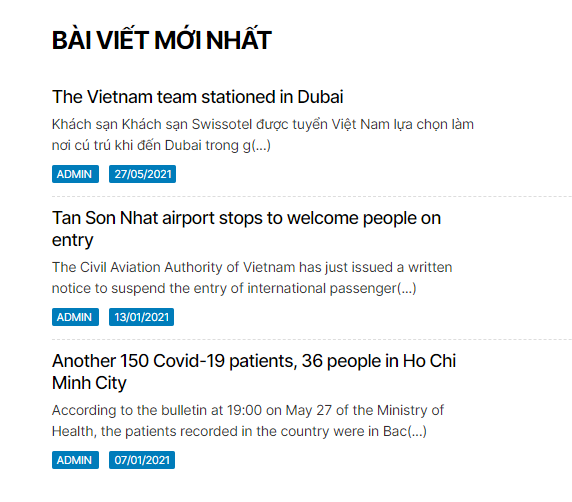 BÀI VIẾT MỚI NHẤT
The Vietnam team stationed in Dubai
Khách sạn Khách sạn Swissotel được tuyển Việt Nam lựa chọn làm
nơi cú trú khi đến Dubai trong g(...)
ADMIN 27/05/2021
Tan Son Nhat airport stops to welcome people on
entry
The Civil Aviation Authority of Vietnam has just issued a written
notice to suspend the entry of international passenger(...)
ADMIN 13/01/2021
Another 150 Covid-19 patients, 36 people in Ho Chi
Minh City
According to the bulletin at 19:00 on May 27 of the Ministry of
Health, the patients recorded in the country were in Bac(...)
ADMIN 07/01/2021